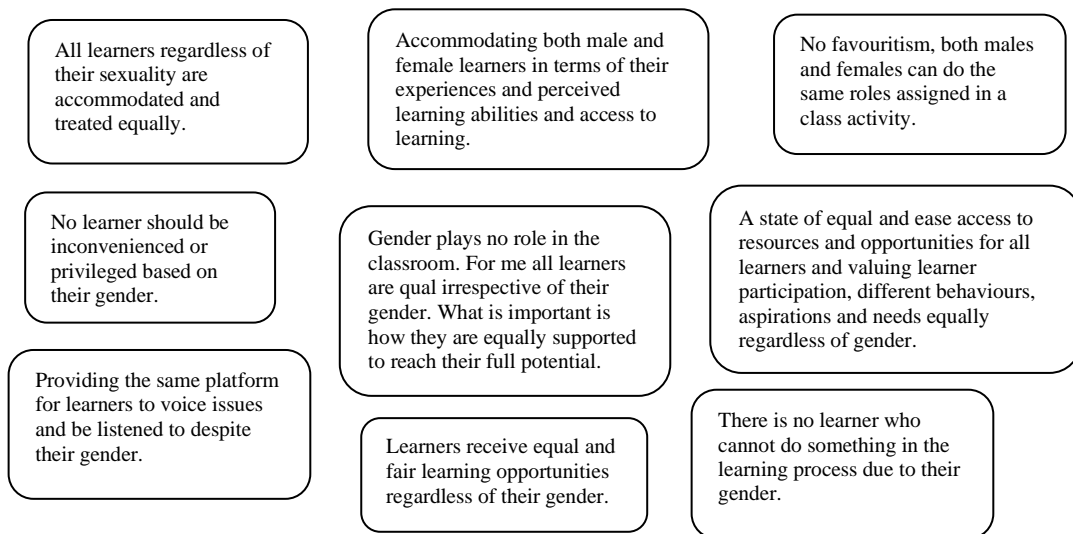 All learners regardless of
their sexuality are
accommodated and
treated equally.
Accommodating both male and
female learners in terms of their
experiences and perceived
learning abilities and access to
learning.
No favouritism, both males
and females can do the
same roles assigned in a
class activity.
No learner should be
inconvenienced or
privileged based on
their gender.
Gender plays no role in the
classroom. For me all learners
are qual irrespective of their
gender. What is important is
how they are equally supported
to reach their full potential.
A state of equal and ease access to
resources and opportunities for all
learners and valuing learner
participation, different behaviours,
aspirations and needs equally
regardless of gender.
Providing the same platform
for learners to voice issues
and be listened to despite
their gender.
Learners receive equal and
fair learning opportunities
regardless of their gender.
There is no learner who
cannot do something in the
learning process due to their
gender.